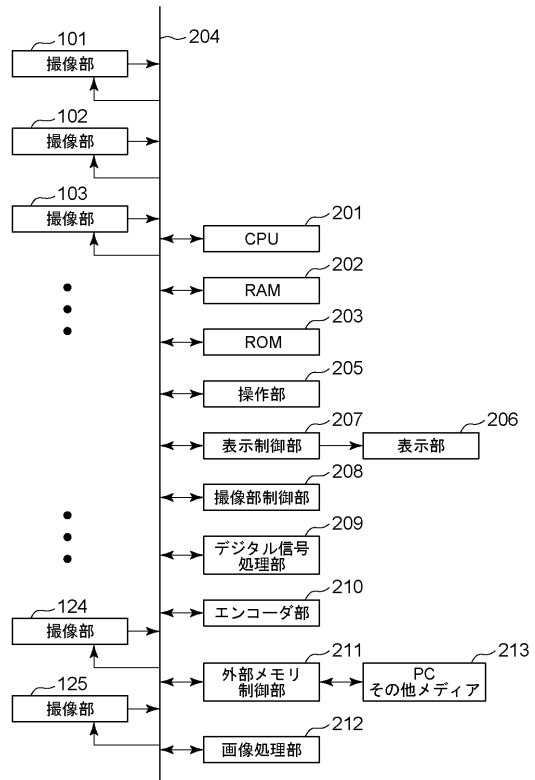 101
撮像部
204
102
撮像部
103
撮像部
201
CPU
202
RAM
203
ROM
205
操作部
207
表示制御部
206
表示部
208
撮像部制御部
209
デジタル信号
処理部
210
エンコーダ部
124
撮像部
211
外部メモリ
制御部
213
PC
その他メディア
125
撮像部
212
画像処理部